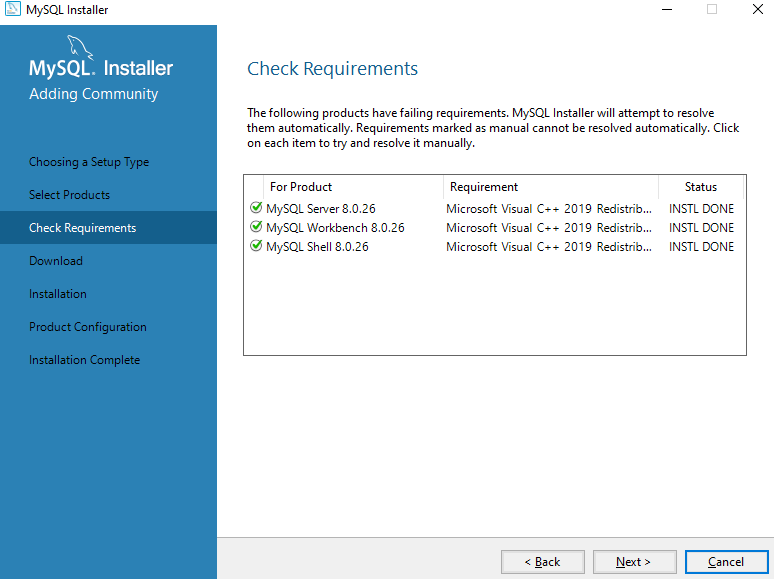 MySQL Installer
MySQL. Installer
Adding Community
Choosing a Setup Type
Select Products
Check Requirements
Download
Installation
Product Configuration
Installation Complete
Check Requirements
The following products have failing requirements. MySQL Installer will attempt to resolve
them automatically. Requirements marked as manual cannot be resolved automatically. Click
on each item to try and resolve it manually.
For Product Requirement Status
MySQL Server 8.0.26 Microsoft Visual C++ 2019 Redistrib... INSTL DONE
MySQL Workbench 8.0.26 Microsoft Visual C++ 2019 Redistrib... INSTL DONE
MySQL Shell 8.0.26 Microsoft Visual C++ 2019 Redistrib... INSTL DONE
< Back Next > Cancel